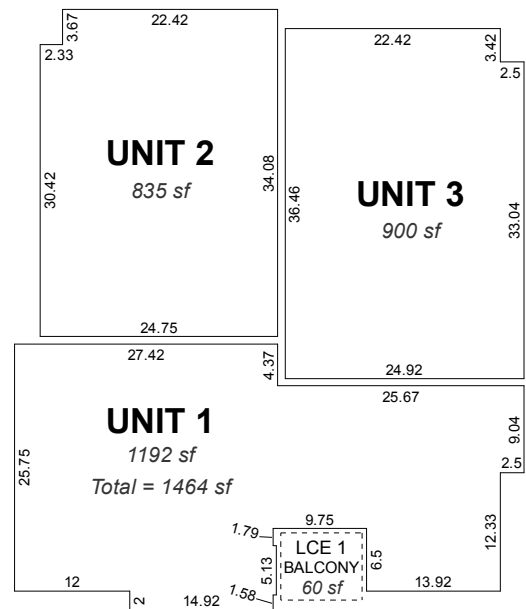 22.42
3.67
2.33
UNIT 2
835 sf
30.42
34.08
24.75
22.42
3.42
2.5
UNIT 3
900 sf
36.46
33.04
24.92
27.42
4.37
25.67
UNIT 1
1192 sf
Total = 1464 sf
25.75
9.04
2.5
12.33
9.75
1.79
LCE 1
BALCONY
60 sf
5.13
6.5
1.58
12
2
14.92
13.92